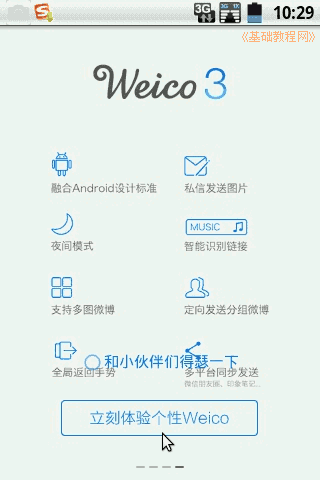 3G 3G 1X 10:29
《基础教程网》
Weico 3
融合Android设计标准
私信发送图片
夜间模式
MUSIC
智能识别链接
支持多图微博
定向发送分组微博
和小伙伴们得瑟一下
全局返回手势
多平台同步发送
微信朋友圈、印象笔记...
立刻体验个性Weico